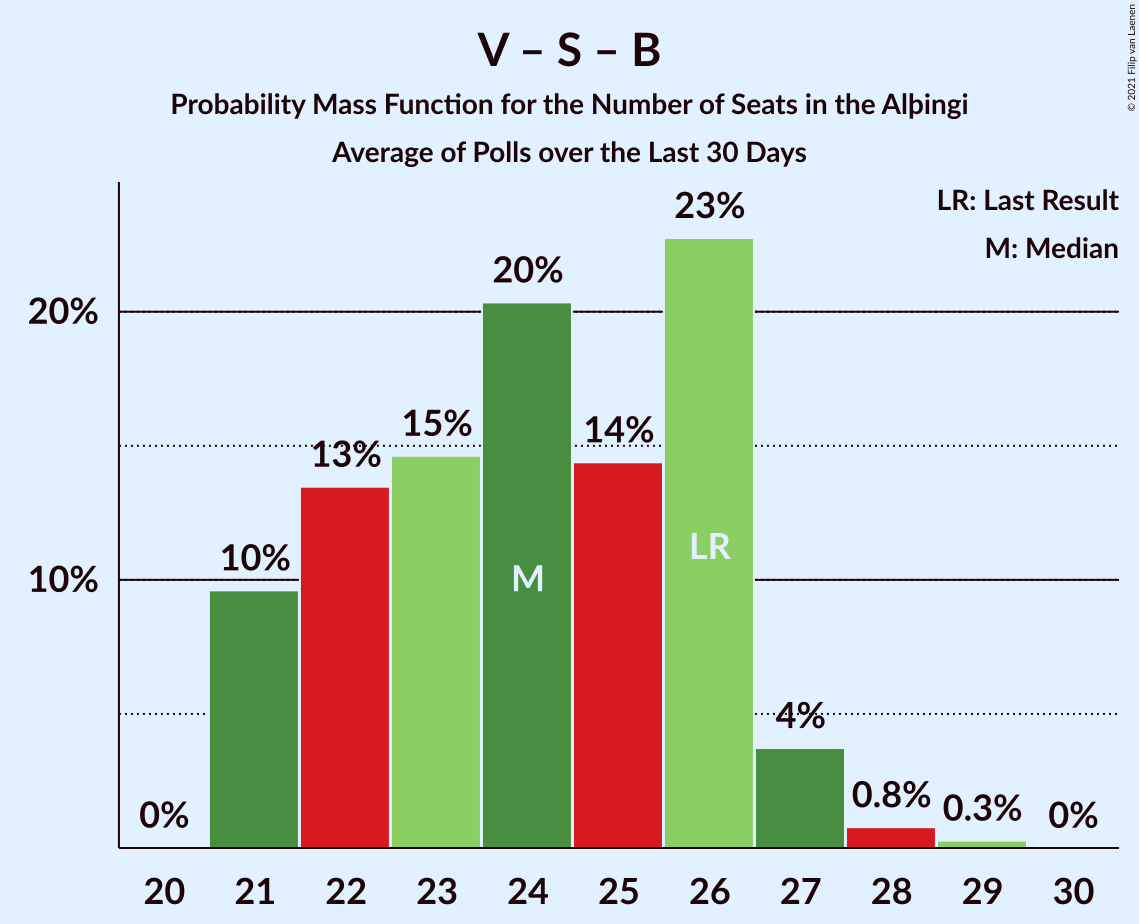 V – S – B
Probability Mass Function for the Number of Seats in the Alþingi
Average of Polls over the Last 30 Days
© 2021 Filip van Laenen
LR: Last Result
M: Median
23%
20%
20%
15%
14%
13%
LR
10%
M
10%
4%
0%
0.8%
0.3%
0%
20 21 22 23 24 25 26 27 28 29 30